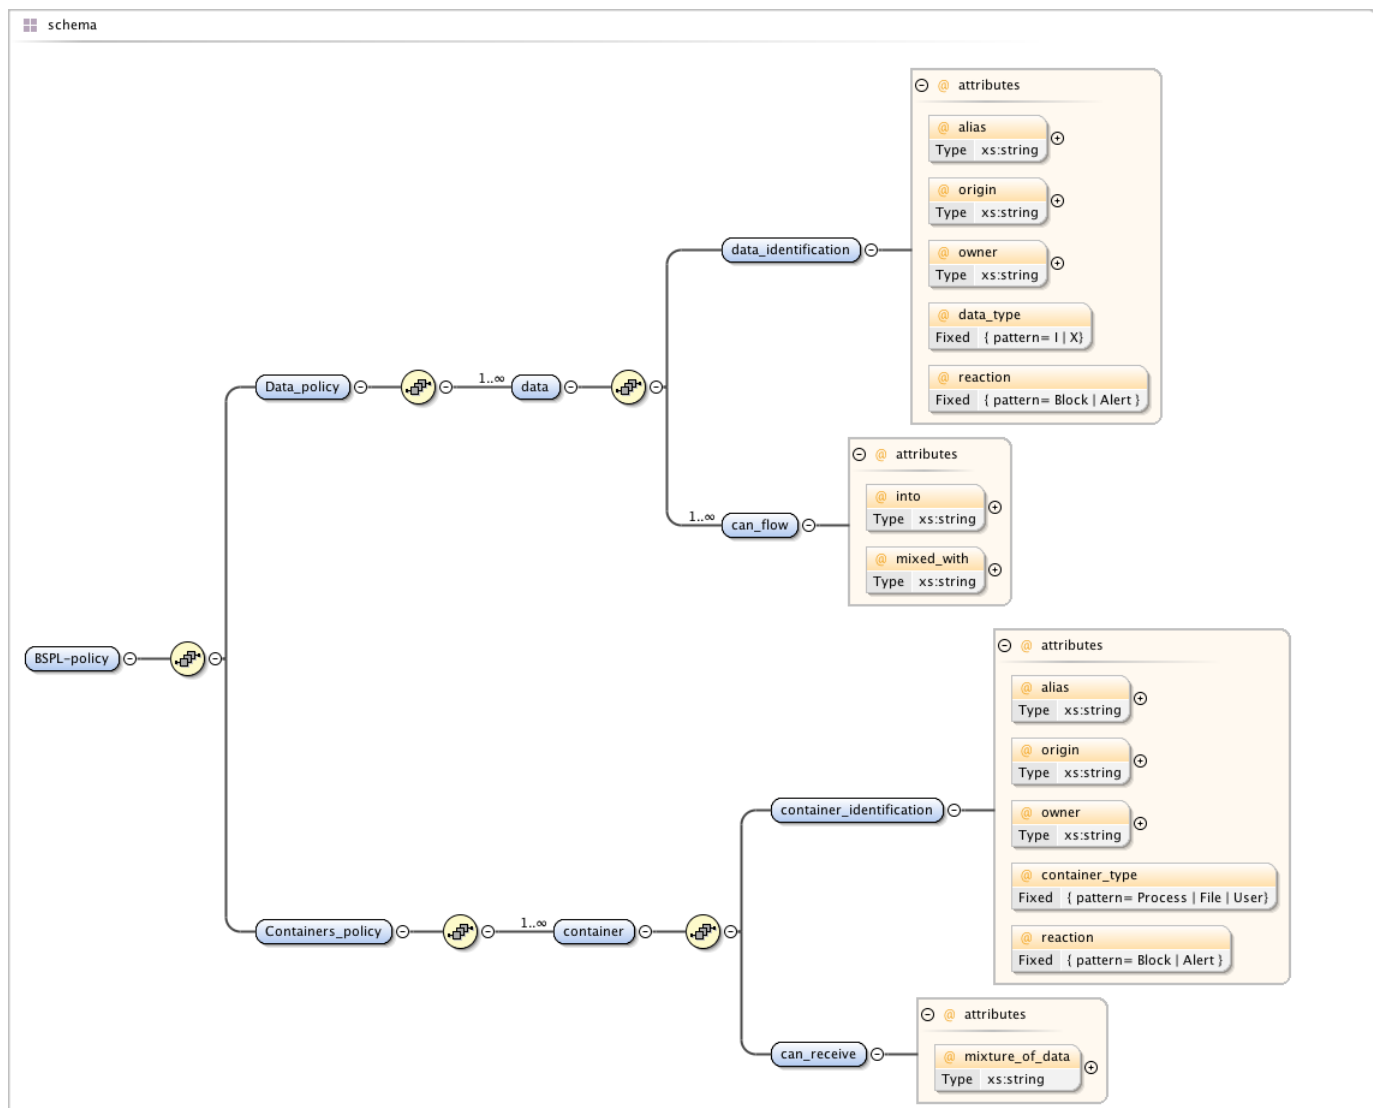 schema
attributes
@ alias
Type xs:string
@ origin
Type xs:string
data_identification
@ owner
Type xs:string
@ data_type
Fixed { pattern= I | X}
@ reaction
Fixed { pattern= Block | Alert }
Data_policy
1..∞
data
@ attributes
@ into
Type xs:string
1..∞
can_flow
@ mixed_with
Type xs:string
BSPL-policy
@ attributes
@ alias
Type xs:string
@ origin
Type xs:string
container_identification
@ owner
Type xs:string
@ container_type
Fixed { pattern= Process | File | User}
@ reaction
Fixed { pattern= Block | Alert }
Containers_policy
1..∞
container
@ attributes
can_receive
@ mixture_of_data
Type xs:string